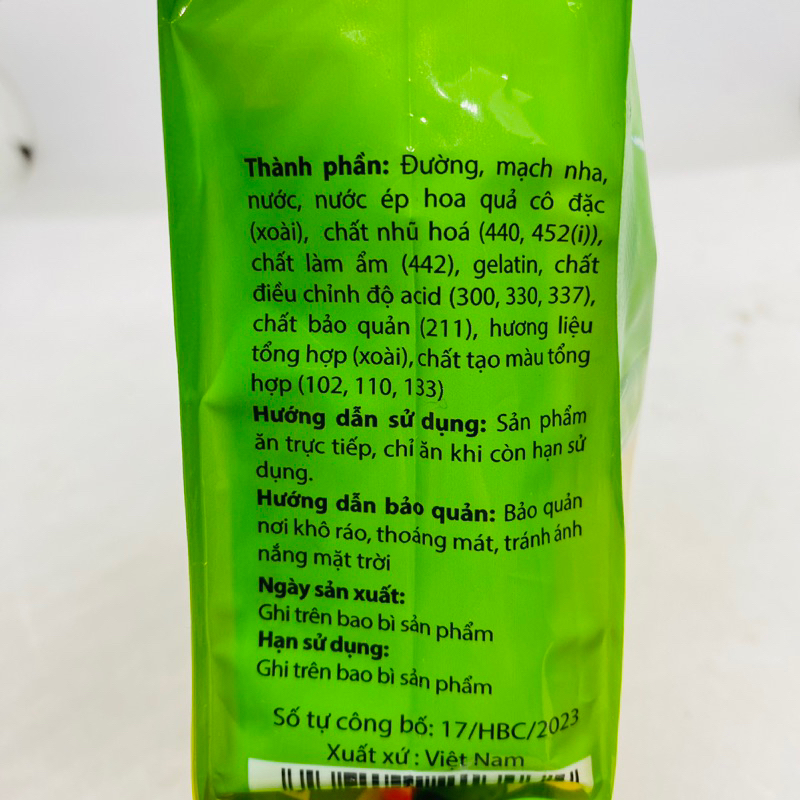 Thành phần: Đường, mạch nha,
nước, nước ép hoa quả cô đặc
(xoài), chất nhũ hoá (440, 452(i)),
chất làm ẩm (442), gelatin, chất
điều chỉnh độ acid (300, 330, 337),
chất bảo quản (211), hương liệu
tổng hợp (xoài), chất tạo màu tổng
hợp (102, 110, 133)
Hướng dẫn sử dụng: Sản phẩm
ăn trực tiếp, chỉ ăn khi còn hạn sử
dụng.
Hướng dẫn bảo quản: Bảo quản
nơi khô ráo, thoáng mát, tránh ánh
nắng mặt trời
Ngày sản xuất:
Ghi trên bao bì sản phẩm
Hạn sử dụng:
Ghi trên bao bì sản phẩm
Số tự công bố: 17/HBC/2023
Xuất xứ : Việt Nam